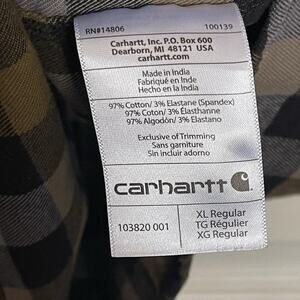 RN#14806 100139
Carhartt, Inc. P.O. Box 600
Dearborn, MI 48121 USA
carhartt.com
Made in India
Fabriqué en Inde
Hecho en la India
97% Cotton/ 3% Elastane (Spandex)
97% Coton/ 3% Élasthanne
97% Algodón/ 3% Elastano
Exclusive of Trimming
Sans garniture
Sin incluir adorno
carhartt
103820 001
XL Regular
TG Régulier
XG Regular